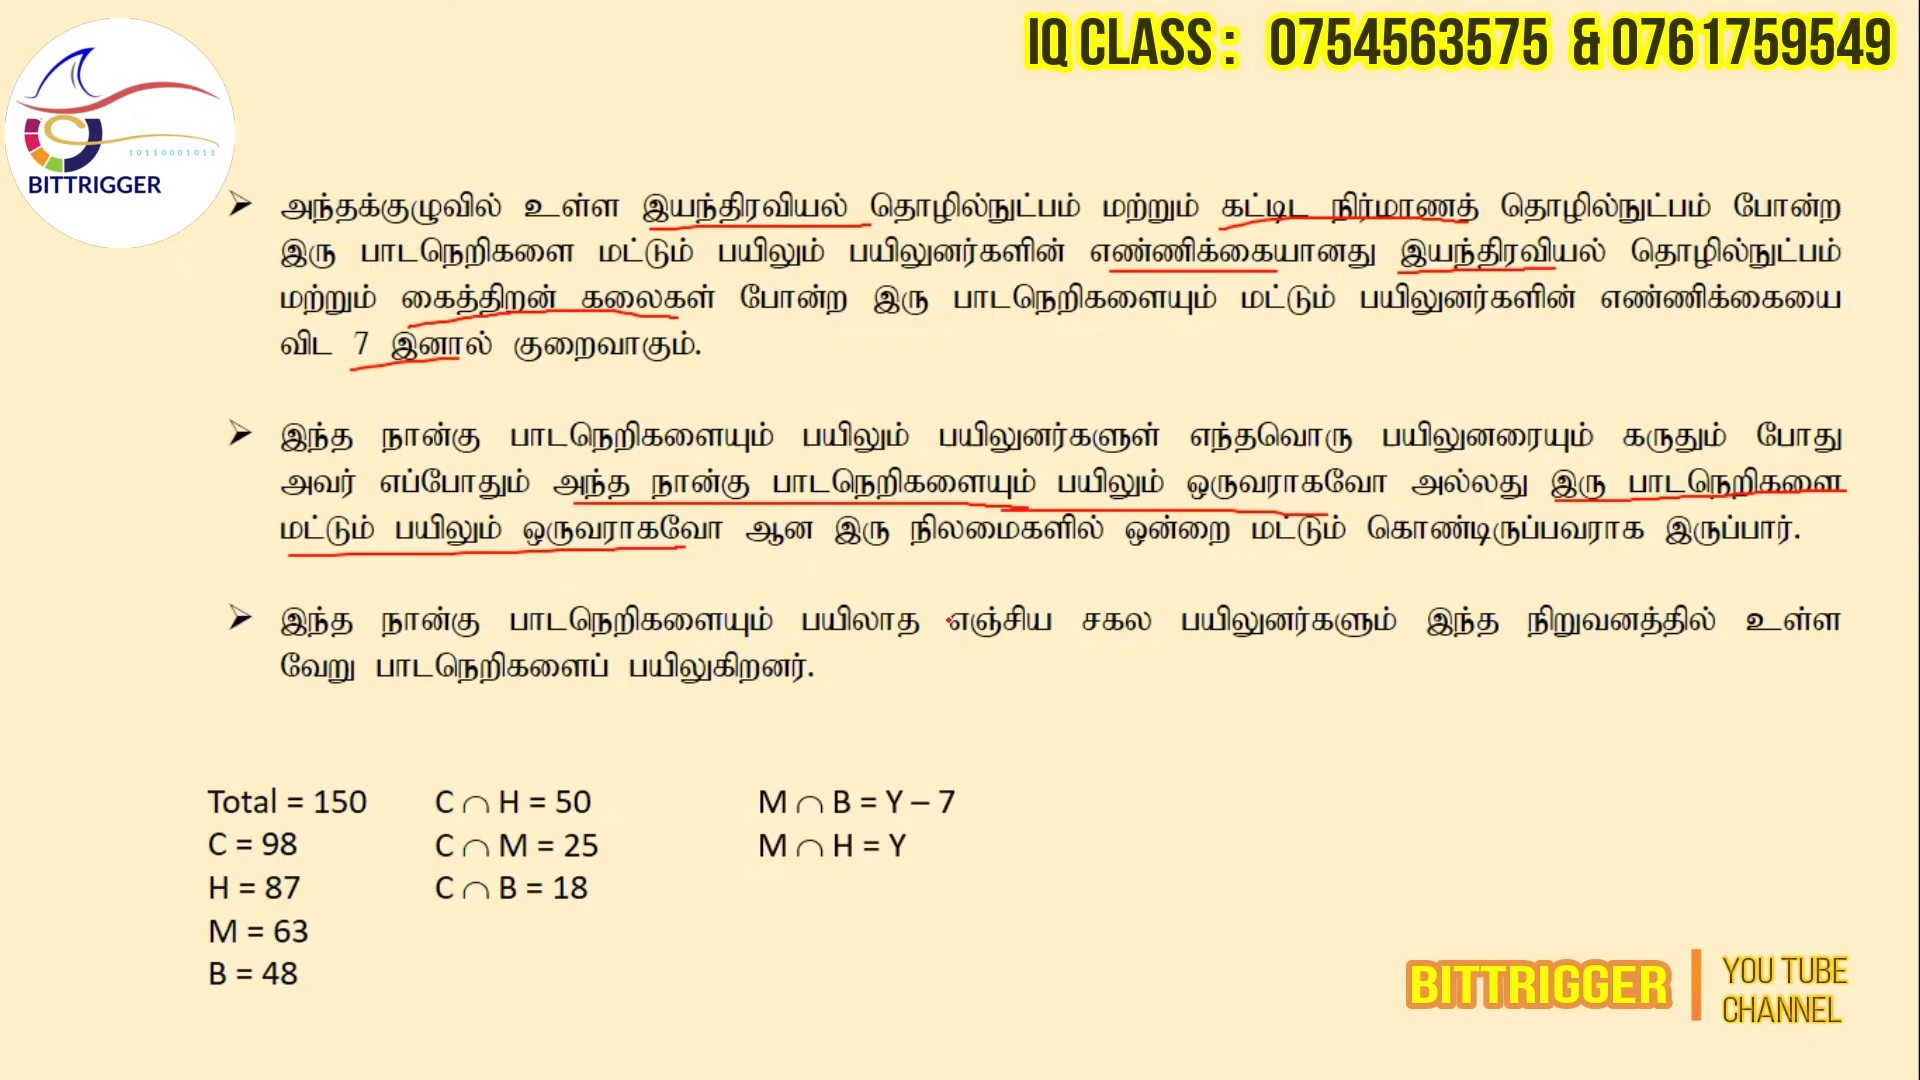 IQ CLASS : 0754563575 & 0761759549
10110001011
BITTRIGGER
➢ அந்தக்குழுவில் உள்ள இயந்திரவியல் தொழில்நுட்பம் மற்றும் கட்டிட நிர்மாணத் தொழில்நுட்பம் போன்ற
இரு பாடநெறிகளை மட்டும் பயிலும் பயிலுனர்களின் எண்ணிக்கையானது இயந்திரவியல் தொழில்நுட்பம்
மற்றும் கைத்திறன் கலைகள் போன்ற இரு பாடநெறிகளையும் மட்டும் பயிலுனர்களின் எண்ணிக்கையை
விட 7 இனால் குறைவாகும்.
➢ இந்த நான்கு பாடநெறிகளையும் பயிலும் பயிலுனர்களுள் எந்தவொரு பயிலுனரையும் கருதும் போது
அவர் எப்போதும் அந்த நான்கு பாடநெறிகளையும் பயிலும் ஒருவராகவோ அல்லது இரு பாடநெறிகளை
மட்டும் பயிலும் ஒருவராகவோ ஆன இரு நிலமைகளில் ஒன்றை மட்டும் கொண்டிருப்பவராக இருப்பார்.
➢ இந்த நான்கு பாடநெறிகளையும் பயிலாத எஞ்சிய சகல பயிலுனர்களும் இந்த நிறுவனத்தில் உள்ள
வேறு பாடநெறிகளைப் பயிலுகிறனர்.
Total = 150
C = 98
H = 87
M = 63
B = 48
C ∩ H = 50
C ∩ M = 25
C ∩ B = 18
M ∩ B = Y – 7
M ∩ H = Y
BITTRIGGER
YOU TUBE
CHANNEL